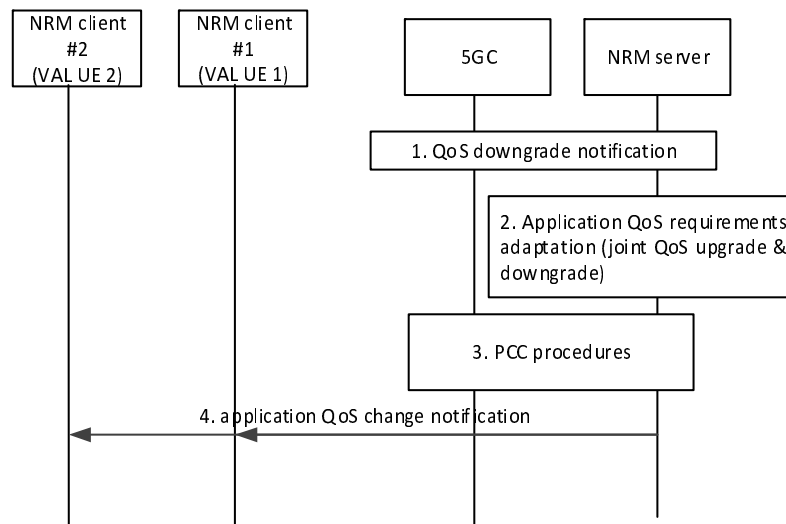 NRM client
#2
(VAL UE 2)
NRM client
#1
(VAL UE 1)
5GC
NRM server
1. QoS downgrade notification
2. Application QoS requirements
adaptation (joint QoS upgrade &
downgrade)
3. PCC procedures
4. application QoS change notification